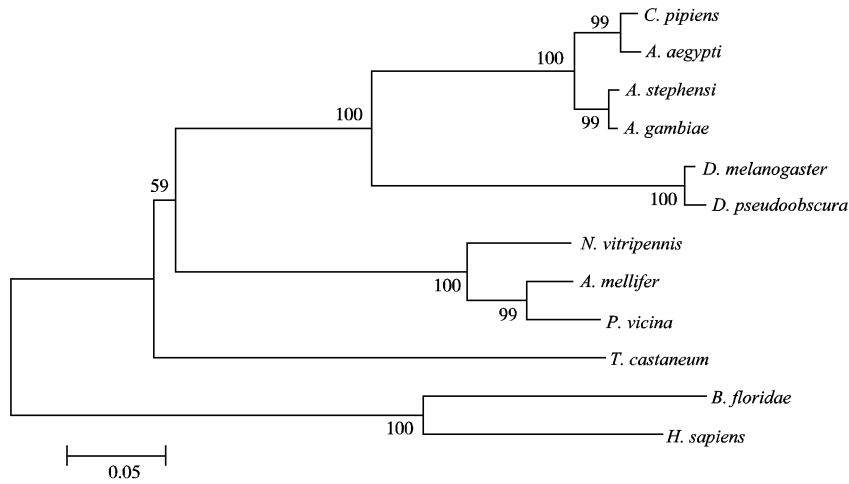 99
C. pipiens
A. aegypti
100
A. stephensi
99
A. gambiae
100
D. melanogaster
100
D. pseudoobscura
59
N. vitripennis
100
A. mellifer
99
P. vicina
T. castaneum
B. floridae
100
H. sapiens
0.05